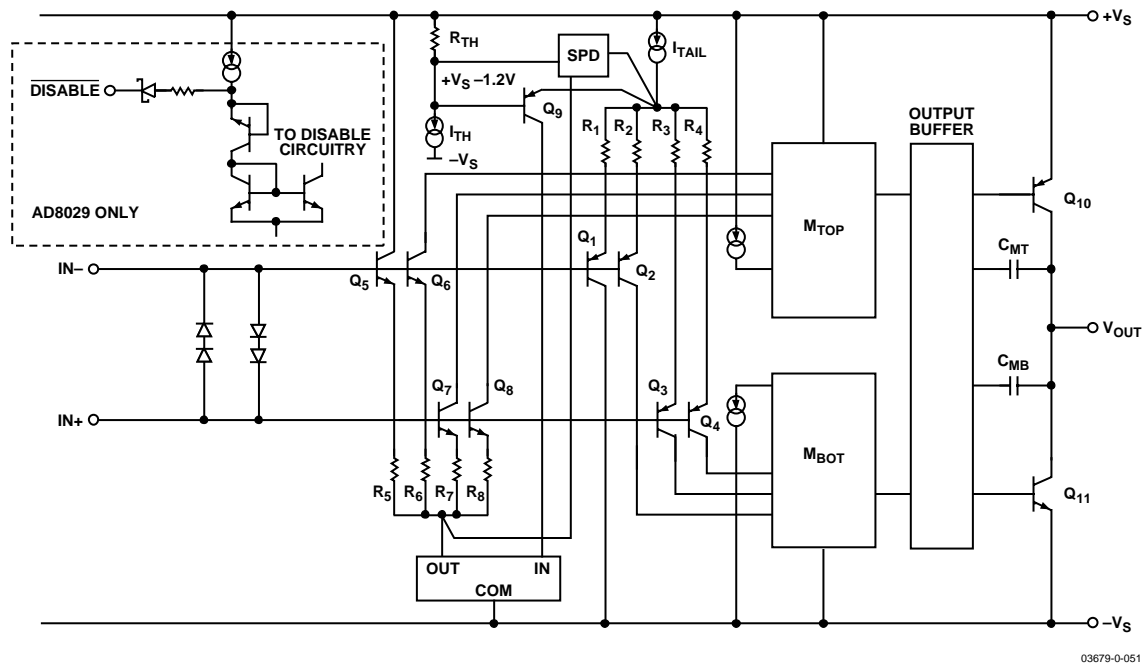 +VS
RTH
SPD
ITAIL
DISABLE
+VS –1.2V
Q9
OUTPUT
BUFFER
R1 R2 R3 R4
ITH
TO DISABLE
CIRCUITRY
–VS
AD8029 ONLY
MTOP
Q10
Q1
CMT
IN–
Q5 Q6
Q2
VOUT
CMB
Q7 Q8
Q3
IN+
Q4
MBOT
R5 R6 R7 R8
Q11
OUT IN
COM
–VS
03679-0-051